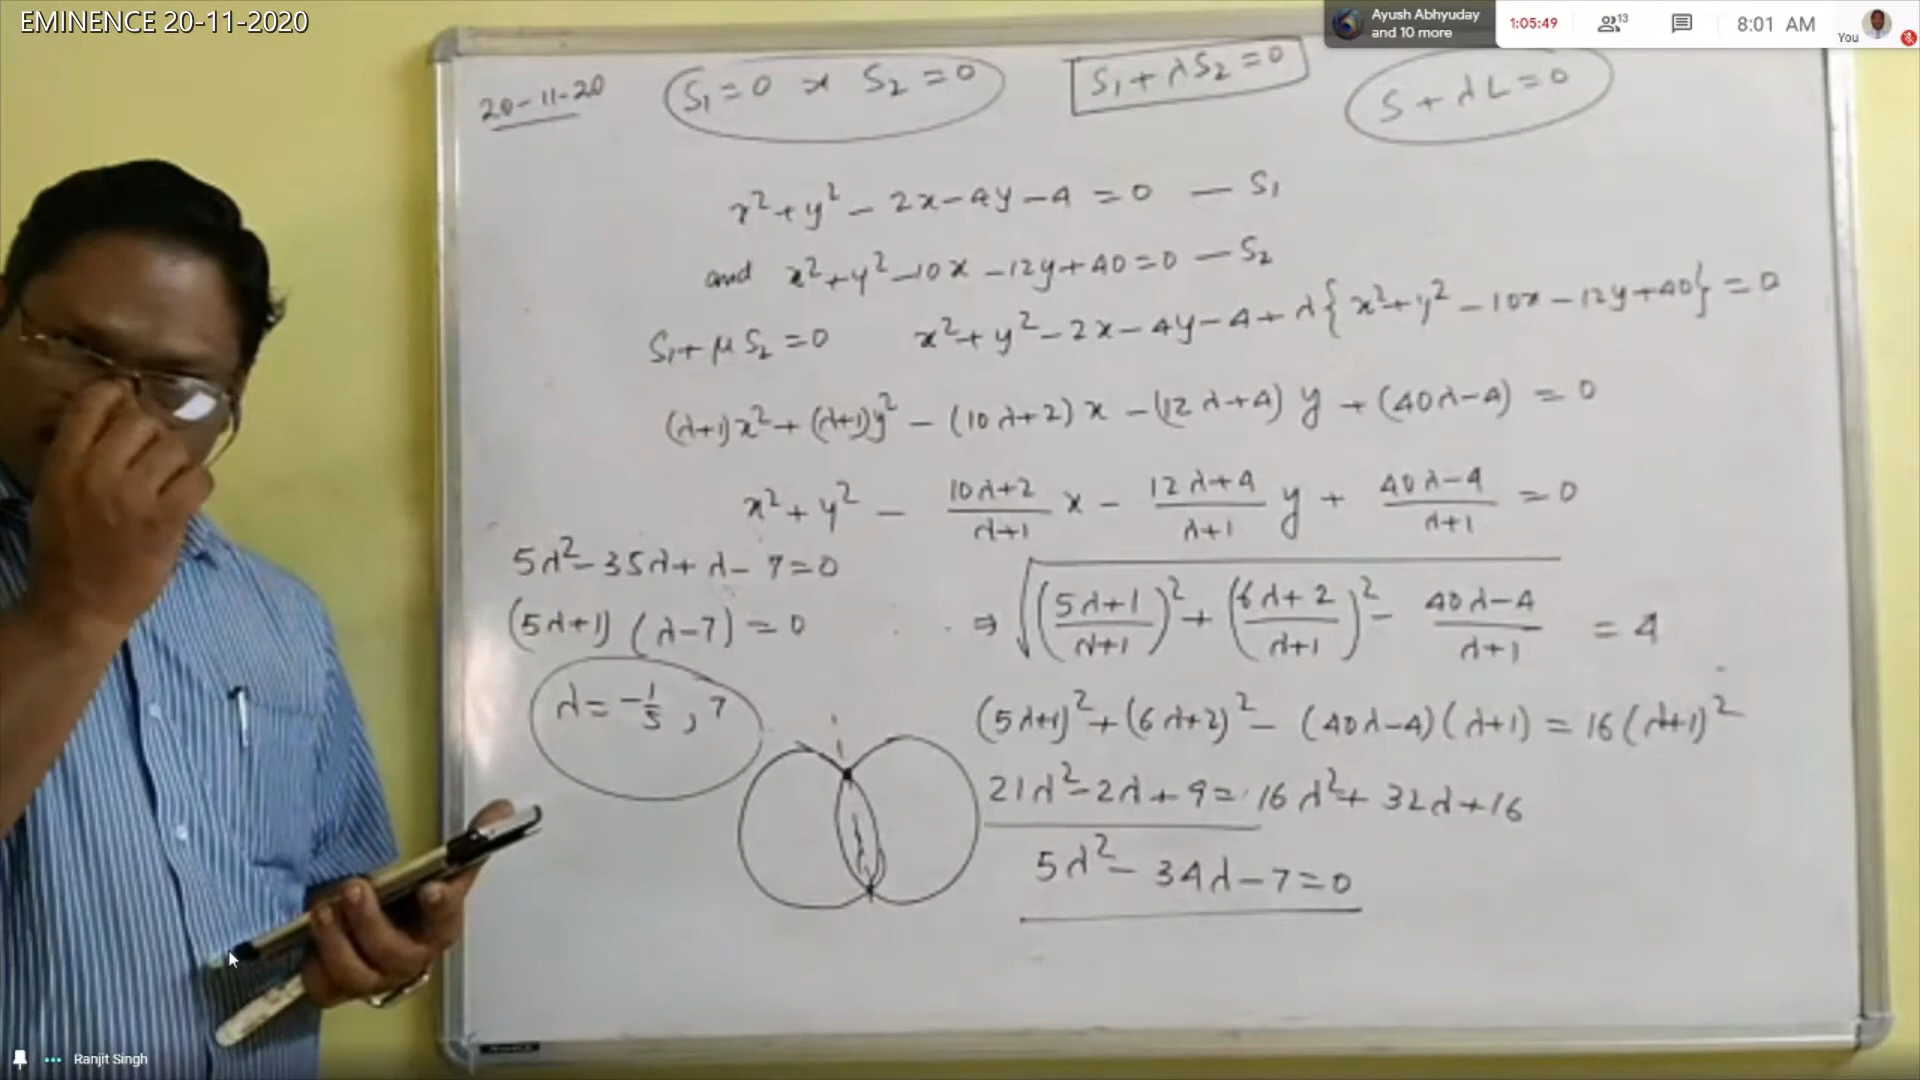 EMINENCE 20-11-2020
Ayush Abhyuday
and 10 more
1:05:49
13
8:01 AM
You
20-11-20
S₁=0 & S₂=0
S₁+λS₂=0
S+λL=0
x²+y²-2x-4y-4=0 — S₁
and x²+y²-10x-12y+40=0 — S₂
S₁+μS₂=0 x²+y²-2x-4y-4+λ{x²+y²-10x-12y+40}=0
(λ+1)x²+(λ+1)y²-(10λ+2)x-(12λ+4)y+(40λ-4)=0
x²+y²-(10λ+2)/(λ+1) x-(12λ+4)/(λ+1) y+(40λ-4)/(λ+1)=0
5λ²-35λ+λ-7=0
(5λ+1)(λ-7)=0
λ=-1/5, 7
⇒ √(((5λ+1)/(λ+1))²+((6λ+2)/(λ+1))²-(40λ-4)/(λ+1))=4
(5λ+1)²+(6λ+2)²-(40λ-4)(λ+1)=16(λ+1)²
21λ²-2λ+9=16λ²+32λ+16
5λ²-34λ-7=0
Ranjit Singh